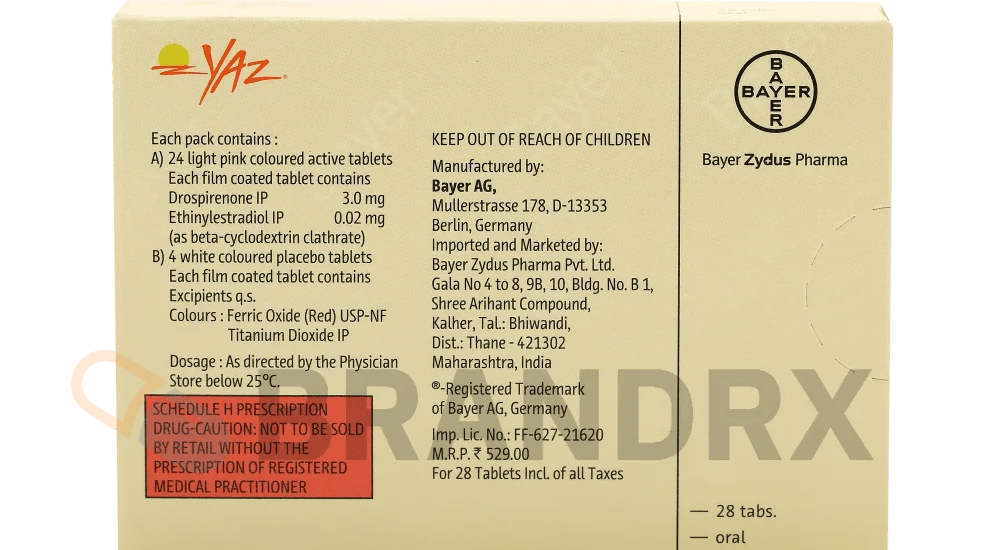 YAZ
Each pack contains :
A) 24 light pink coloured active tablets
Each film coated tablet contains
Drospirenone IP 3.0 mg
Ethinylestradiol IP 0.02 mg
(as beta-cyclodextrin clathrate)
B) 4 white coloured placebo tablets
Each film coated tablet contains
Excipients q.s.
Colours : Ferric Oxide (Red) USP-NF
Titanium Dioxide IP
Dosage : As directed by the Physician
Store below 25°C.
SCHEDULE H PRESCRIPTION
DRUG-CAUTION: NOT TO BE SOLD
BY RETAIL WITHOUT THE
PRESCRIPTION OF REGISTERED
MEDICAL PRACTITIONER
KEEP OUT OF REACH OF CHILDREN
Manufactured by:
Bayer AG,
Mullerstrasse 178, D-13353
Berlin, Germany
Imported and Marketed by:
Bayer Zydus Pharma Pvt. Ltd.
Gala No 4 to 8, 9B, 10, Bldg. No. B 1,
Shree Arihant Compound,
Kalher, Tal.: Bhiwandi,
Dist.: Thane - 421302
Maharashtra, India
®-Registered Trademark
of Bayer AG, Germany
Imp. Lic. No.: FF-627-21620
M.R.P. ₹ 529.00
For 28 Tablets Incl. of all Taxes
BAYER
BAYER
Bayer Zydus Pharma
— 28 tabs.
— oral
BRANDRX